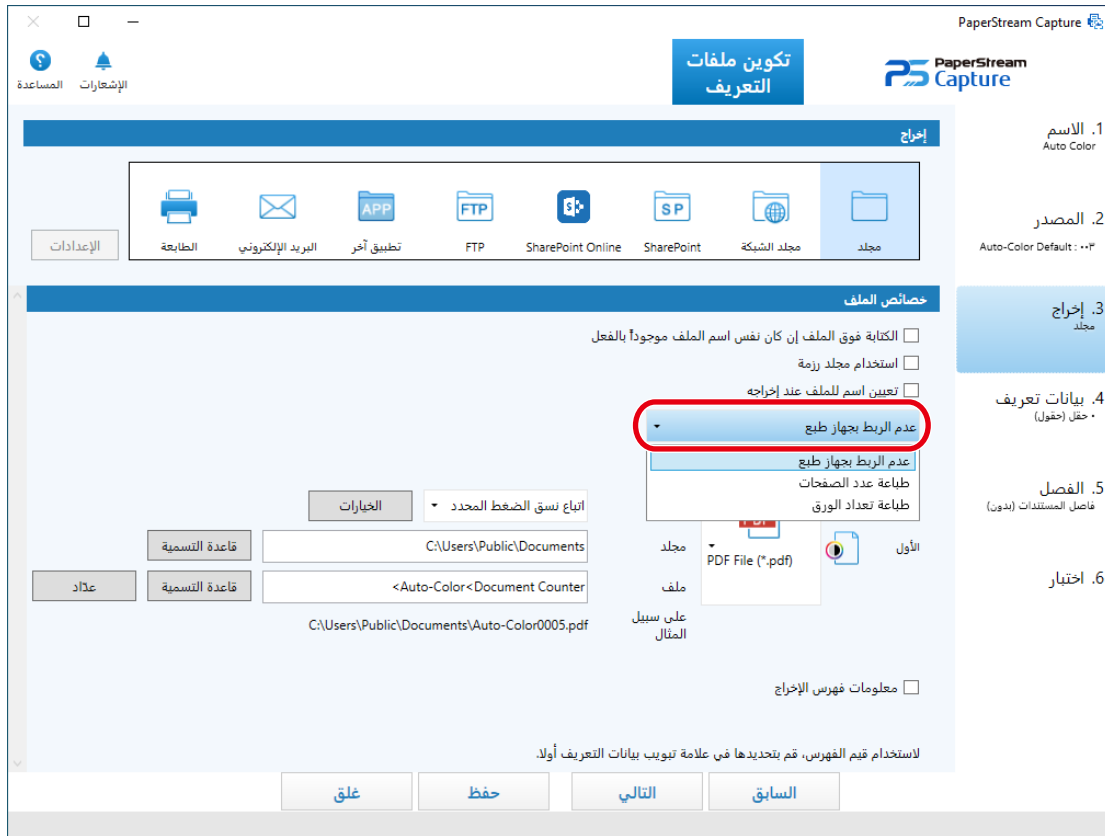 PaperStream Capture
المساعدة
الإشعارات
تكوين ملفات
التعريف
PS PaperStream
Capture
1. الاسم
Auto Color
2. المصدر
Auto-Color Default : ٠٠٣
3. إخراج
مجلد
4. بيانات تعريف
• حقل (حقول)
5. الفصل
فاصل المستندات (بدون)
6. اختبار
إخراج
مجلد
مجلد الشبكة
SP
SharePoint
S
SharePoint Online
FTP
FTP
APP
تطبيق آخر
البريد الإلكتروني
الطابعة
الإعدادات
خصائص الملف
الكتابة فوق الملف إن كان نفس اسم الملف موجوداً بالفعل
استخدام مجلد رزمة
تعيين اسم للملف عند إخراجه
عدم الربط بجهاز طبع
عدم الربط بجهاز طبع
طباعة عدد الصفحات
طباعة تعداد الورق
الأول
PDF
PDF File (*.pdf)
اتباع نسق الضغط المحدد
الخيارات
مجلد
C:\Users\Public\Documents
قاعدة التسمية
ملف
<Auto-Color<Document Counter
قاعدة التسمية
عدّاد
على سبيل
المثال
C:\Users\Public\Documents\Auto-Color0005.pdf
معلومات فهرس الإخراج
لاستخدام قيم الفهرس، قم بتحديدها في علامة تبويب بيانات التعريف أولا.
السابق
التالي
حفظ
غلق